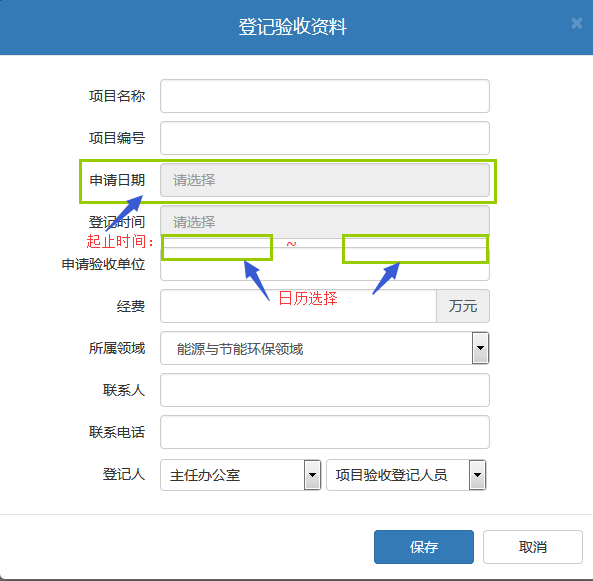 登记验收资料 ×
项目名称
项目编号
申请日期 请选择
登记时间 请选择
起止时间： ~
申请验收单位
日历选择
经费 万元
所属领域 能源与节能环保领域
联系人
联系电话
登记人 主任办公室 项目验收登记人员
保存 取消